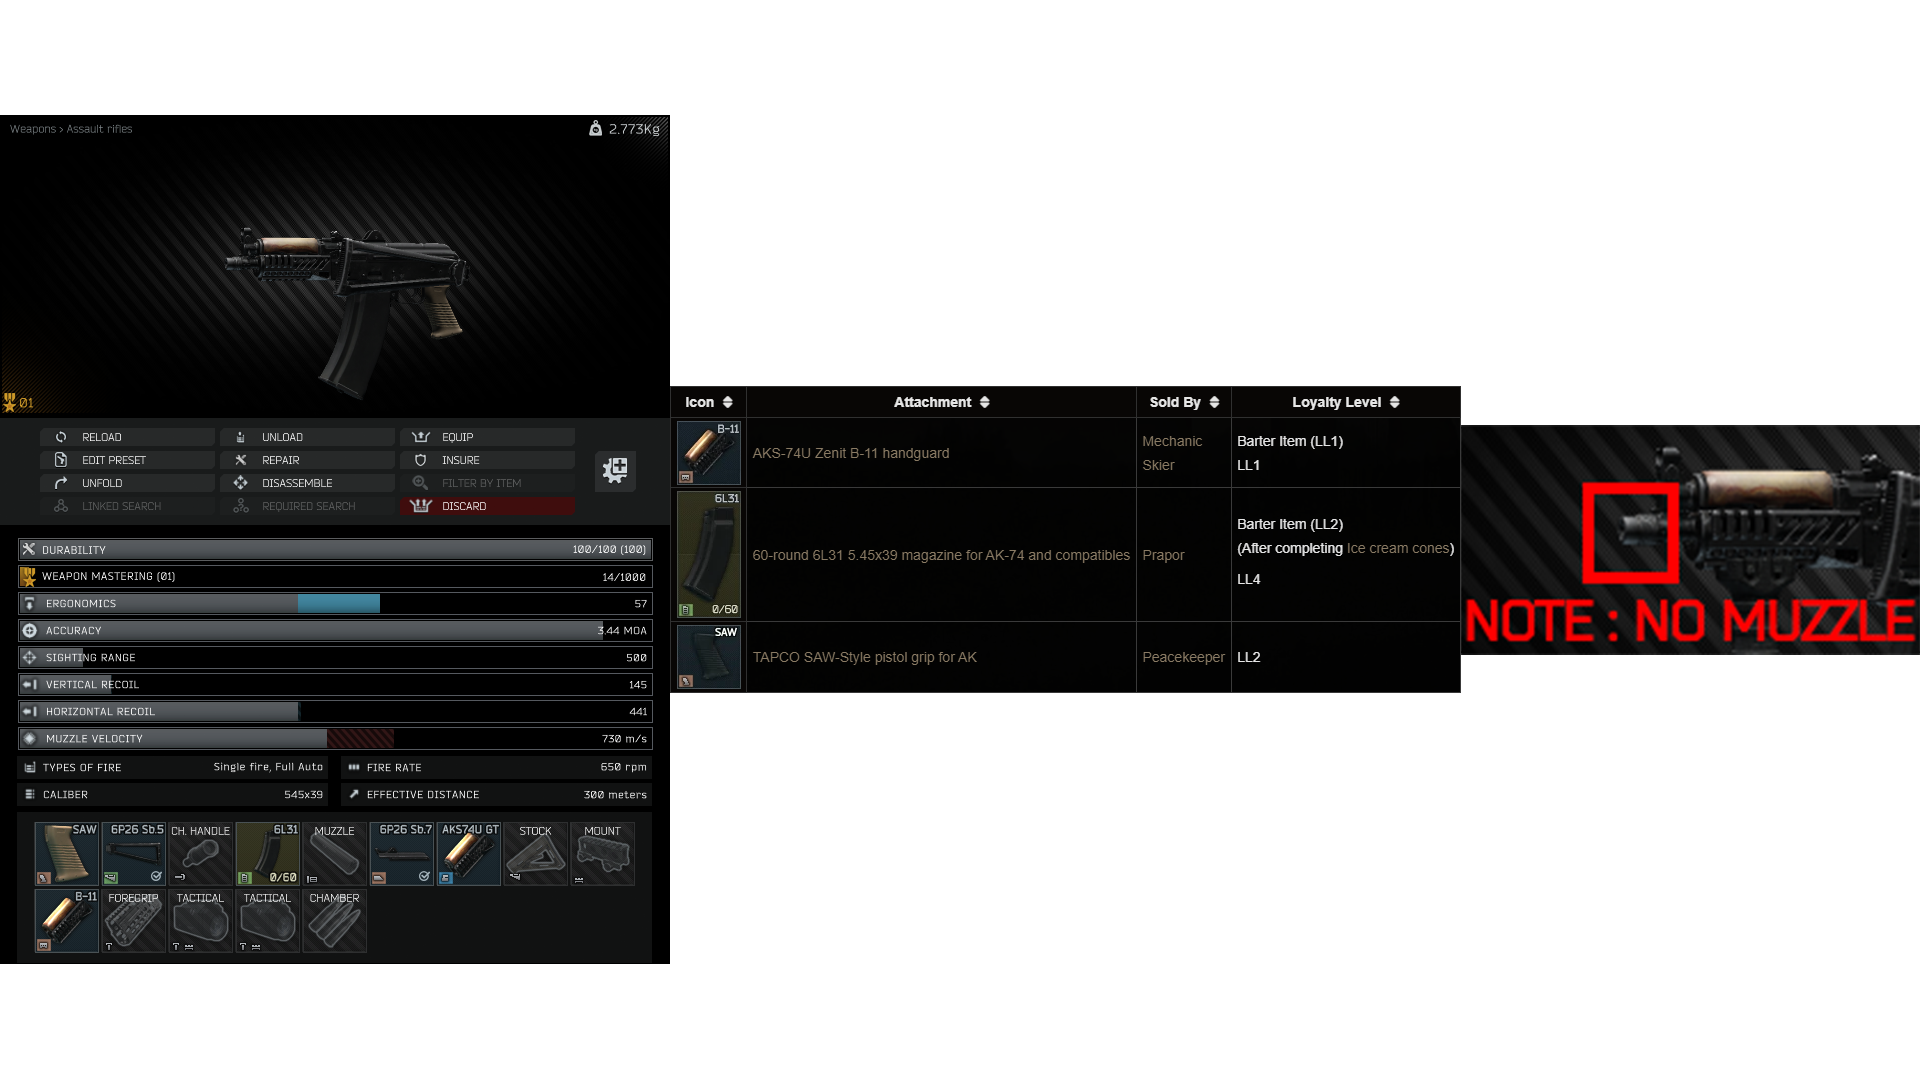 Weapons > Assault rifles
2.773Kg
01
RELOAD
UNLOAD
EQUIP
EDIT PRESET
REPAIR
INSURE
UNFOLD
DISASSEMBLE
FILTER BY ITEM
LINKED SEARCH
REQUIRED SEARCH
DISCARD
DURABILITY 100/100 (100)
WEAPON MASTERING (01) 14/1000
ERGONOMICS 57
ACCURACY 3.44 MOA
SIGHTING RANGE 500
VERTICAL RECOIL 145
HORIZONTAL RECOIL 441
MUZZLE VELOCITY 730 m/s
TYPES OF FIRE Single fire, Full Auto
FIRE RATE 650 rpm
CALIBER 545x39
EFFECTIVE DISTANCE 300 meters
SAW
6P26 Sb.5
CH. HANDLE
6L31
0/60
MUZZLE
6P26 Sb.7
AKS74U GT
STOCK
MOUNT
B-11
FOREGRIP
TACTICAL
TACTICAL
CHAMBER
Icon Attachment Sold By Loyalty Level
B-11
AKS-74U Zenit B-11 handguard
Mechanic
Skier
Barter Item (LL1)
LL1
6L31
0/60
60-round 6L31 5.45x39 magazine for AK-74 and compatibles
Prapor
Barter Item (LL2)
(After completing Ice cream cones)
LL4
SAW
TAPCO SAW-Style pistol grip for AK
Peacekeeper
LL2
NOTE : NO MUZZLE